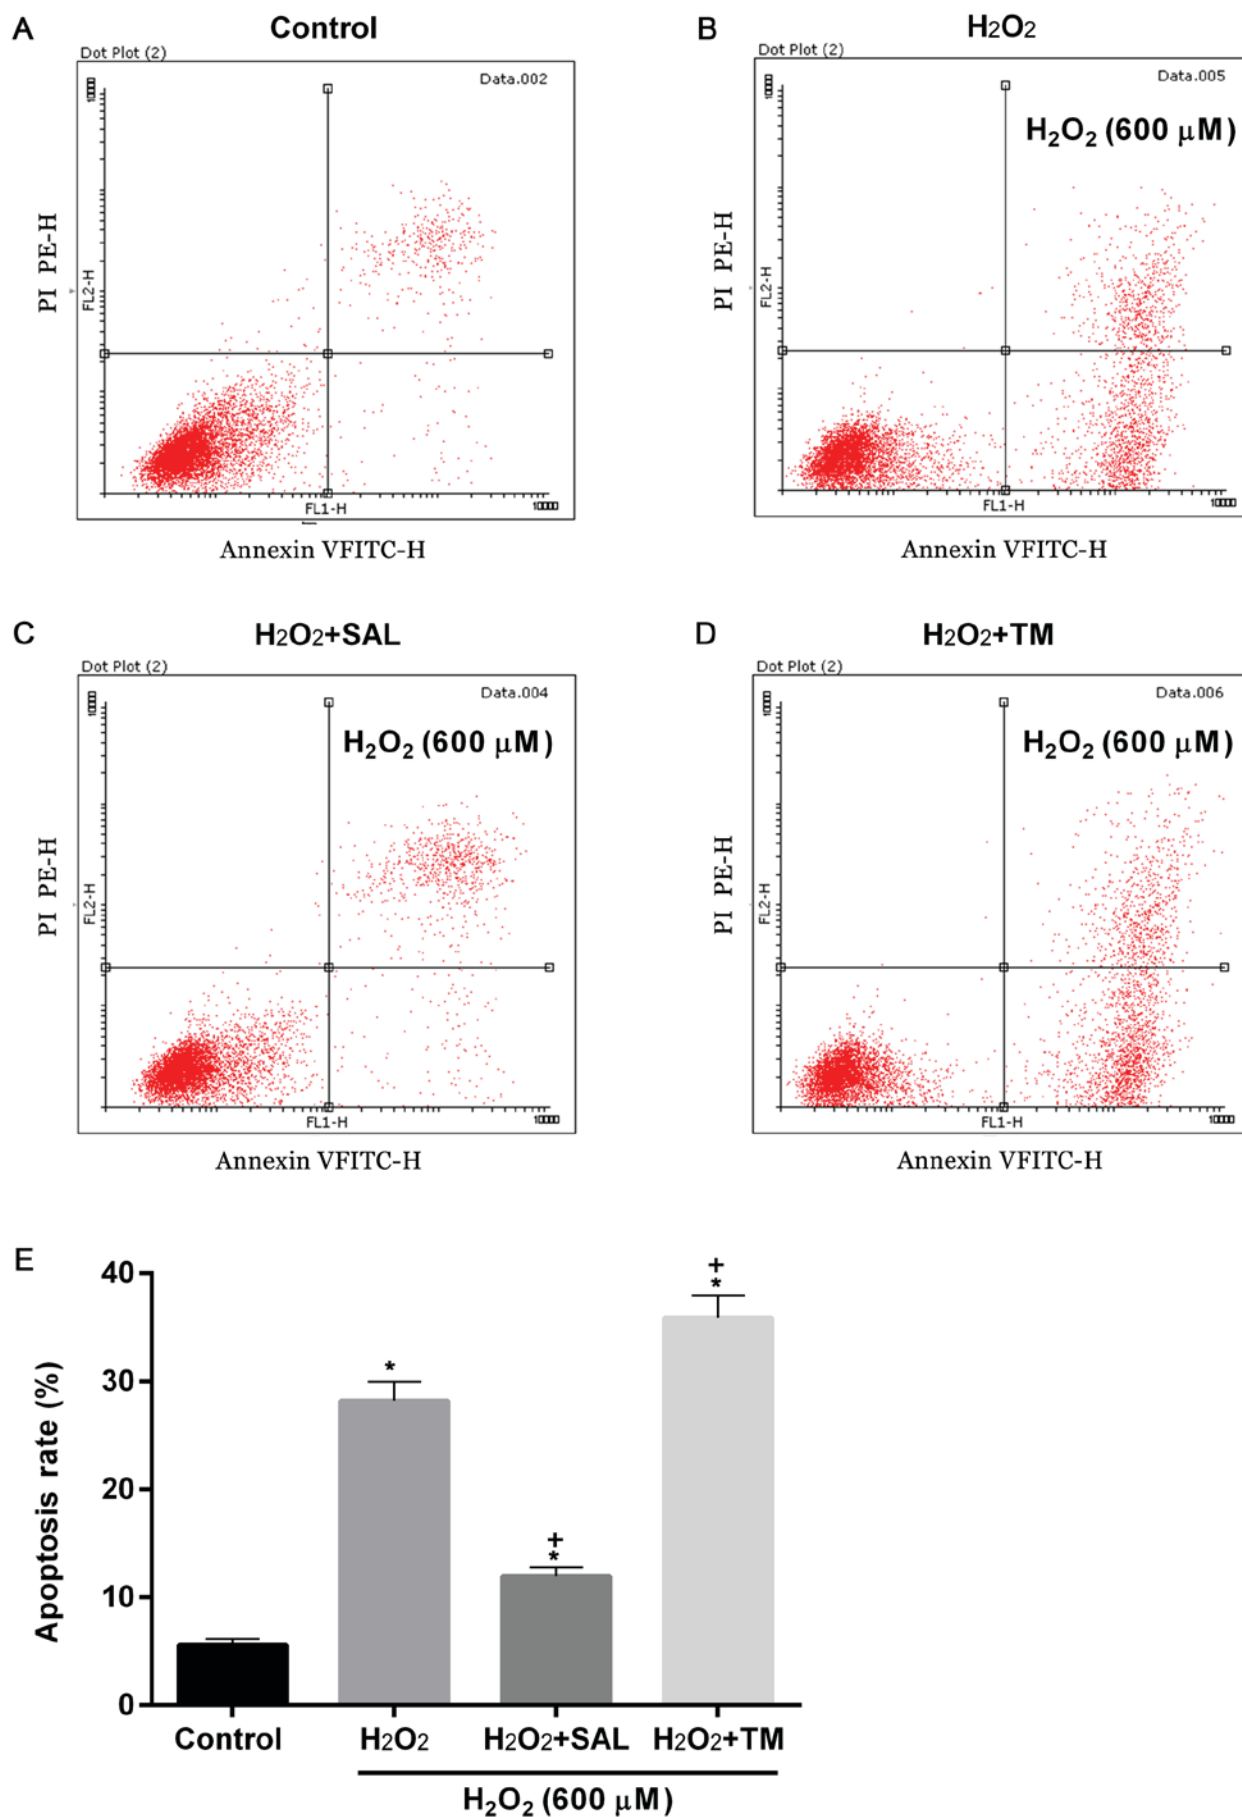 A
Control
Dot Plot (2)
Data.002
PI PE-H
FL2-H
FL1-H
Annexin VFITC-H
B
H2O2
Dot Plot (2)
Data.005
H2O2 (600 μM)
PI PE-H
FL2-H
FL1-H
Annexin VFITC-H
C
H2O2+SAL
Dot Plot (2)
Data.004
H2O2 (600 μM)
PI PE-H
FL2-H
FL1-H
Annexin VFITC-H
D
H2O2+TM
Dot Plot (2)
Data.006
H2O2 (600 μM)
PI PE-H
FL2-H
FL1-H
Annexin VFITC-H
E
Apoptosis rate (%)
40
30
20
10
0
*
+
*
+
*
Control
H2O2
H2O2+SAL
H2O2+TM
H2O2 (600 μM)